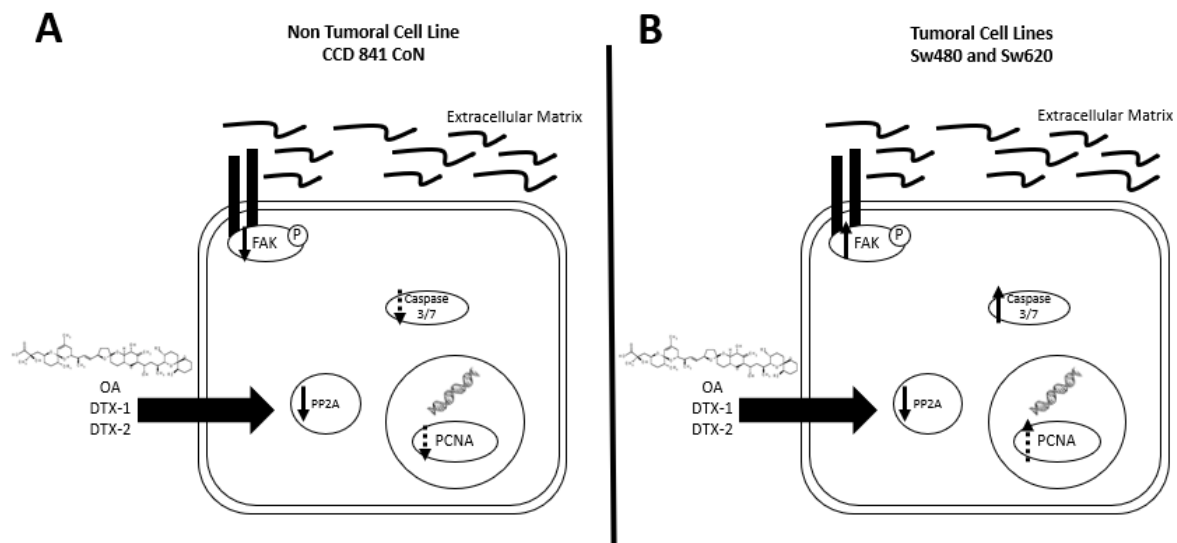 A
Non Tumoral Cell Line
CCD 841 CoN
Extracellular Matrix
FAK
P
Caspase
3/7
OA
DTX-1
DTX-2
PP2A
PCNA
B
Tumoral Cell Lines
Sw480 and Sw620
Extracellular Matrix
FAK
P
Caspase
3/7
OA
DTX-1
DTX-2
PP2A
PCNA